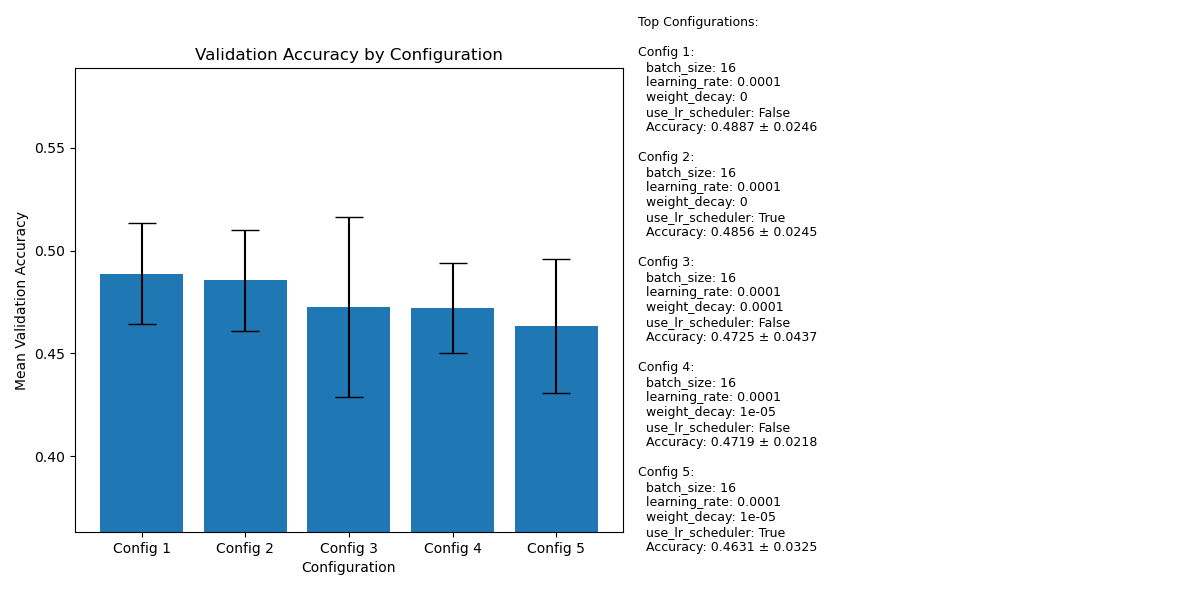 Validation Accuracy by Configuration
Mean Validation Accuracy
0.55
0.50
0.45
0.40
Config 1
Config 2
Config 3
Config 4
Config 5
Configuration
Top Configurations:
Config 1:
batch_size: 16
learning_rate: 0.0001
weight_decay: 0
use_lr_scheduler: False
Accuracy: 0.4887 ± 0.0246
Config 2:
batch_size: 16
learning_rate: 0.0001
weight_decay: 0
use_lr_scheduler: True
Accuracy: 0.4856 ± 0.0245
Config 3:
batch_size: 16
learning_rate: 0.0001
weight_decay: 0.0001
use_lr_scheduler: False
Accuracy: 0.4725 ± 0.0437
Config 4:
batch_size: 16
learning_rate: 0.0001
weight_decay: 1e-05
use_lr_scheduler: False
Accuracy: 0.4719 ± 0.0218
Config 5:
batch_size: 16
learning_rate: 0.0001
weight_decay: 1e-05
use_lr_scheduler: True
Accuracy: 0.4631 ± 0.0325